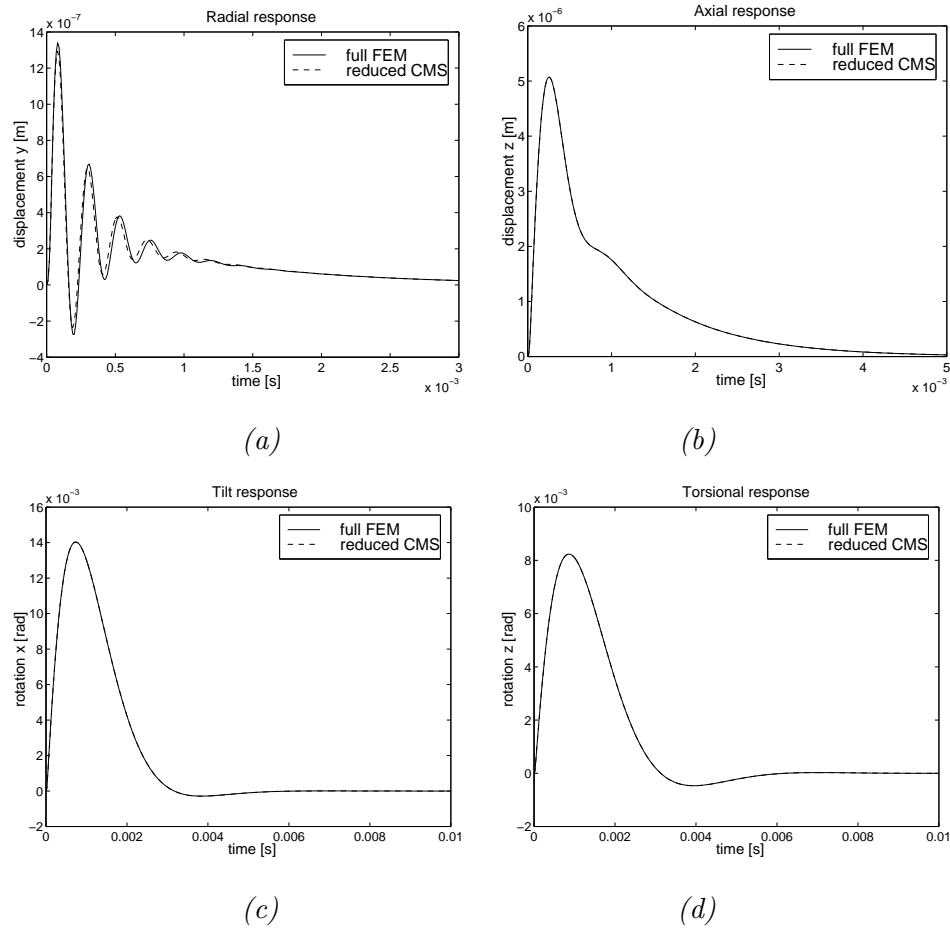 x 10⁻⁷
Radial response
14
12
10
8
6
4
2
0
−2
−4
displacement y [m]
full FEM
reduced CMS
0
0.5
1
1.5
2
2.5
3
time [s]
x 10⁻³
(a)
x 10⁻⁶
Axial response
6
5
4
3
2
1
0
displacement z [m]
full FEM
reduced CMS
0
1
2
3
4
5
time [s]
x 10⁻³
(b)
x 10⁻³
Tilt response
16
14
12
10
8
6
4
2
0
−2
rotation x [rad]
full FEM
reduced CMS
0
0.002
0.004
0.006
0.008
0.01
time [s]
(c)
x 10⁻³
Torsional response
10
8
6
4
2
0
−2
rotation z [rad]
full FEM
reduced CMS
0
0.002
0.004
0.006
0.008
0.01
time [s]
(d)